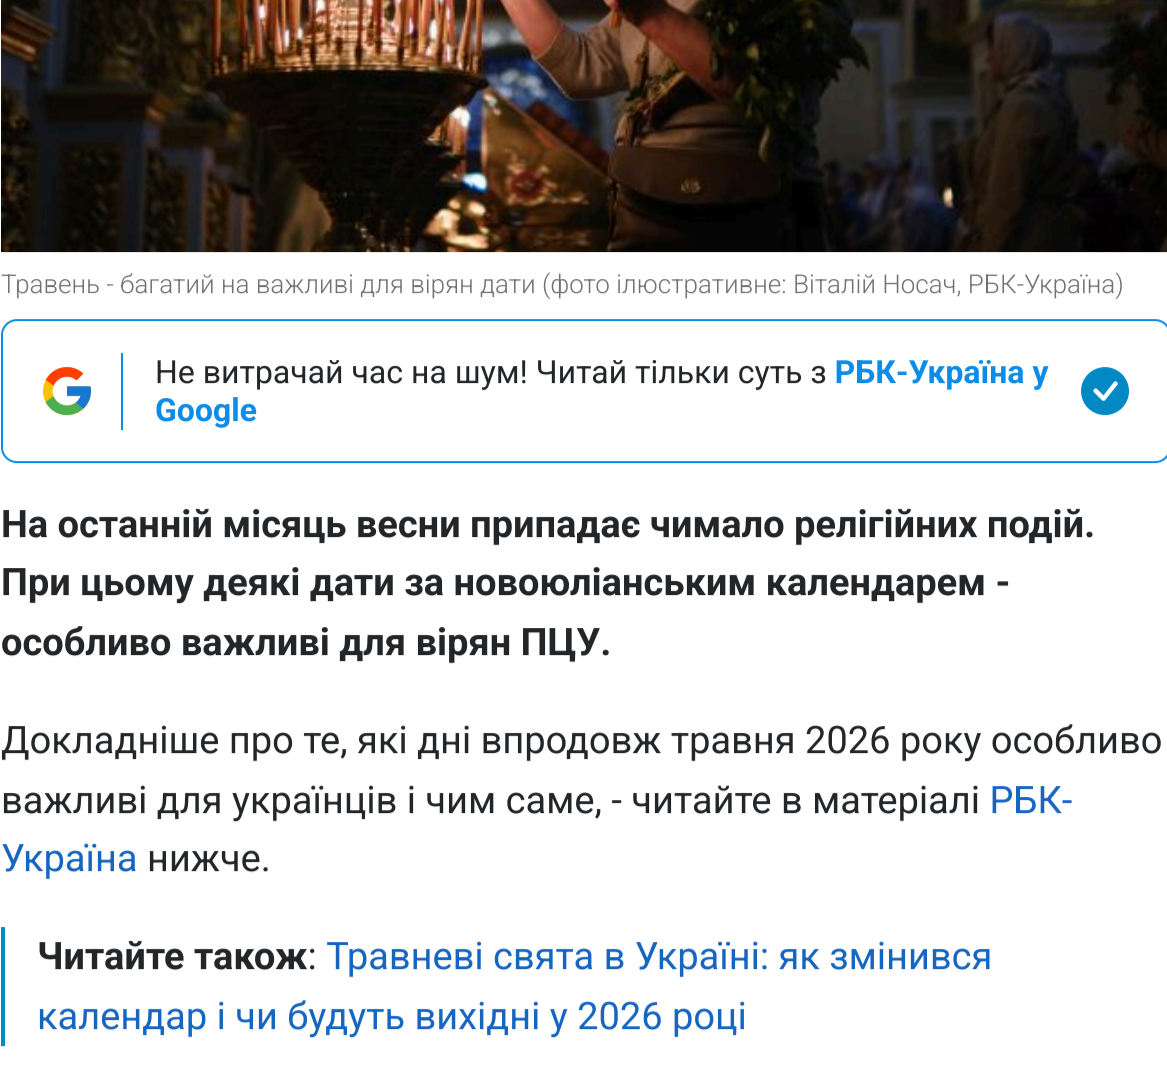 Травень - багатий на важливі для вірян дати (фото ілюстративне: Віталій Носач, РБК-Україна)
Не витрачай час на шум! Читай тільки суть з РБК-Україна у
Google
На останній місяць весни припадає чимало релігійних подій.
При цьому деякі дати за новоюліанським календарем -
особливо важливі для вірян ПЦУ.
Докладніше про те, які дні впродовж травня 2026 року особливо
важливі для українців і чим саме, - читайте в матеріалі РБК-
Україна нижче.
Читайте також: Травневі свята в Україні: як змінився
календар і чи будуть вихідні у 2026 році